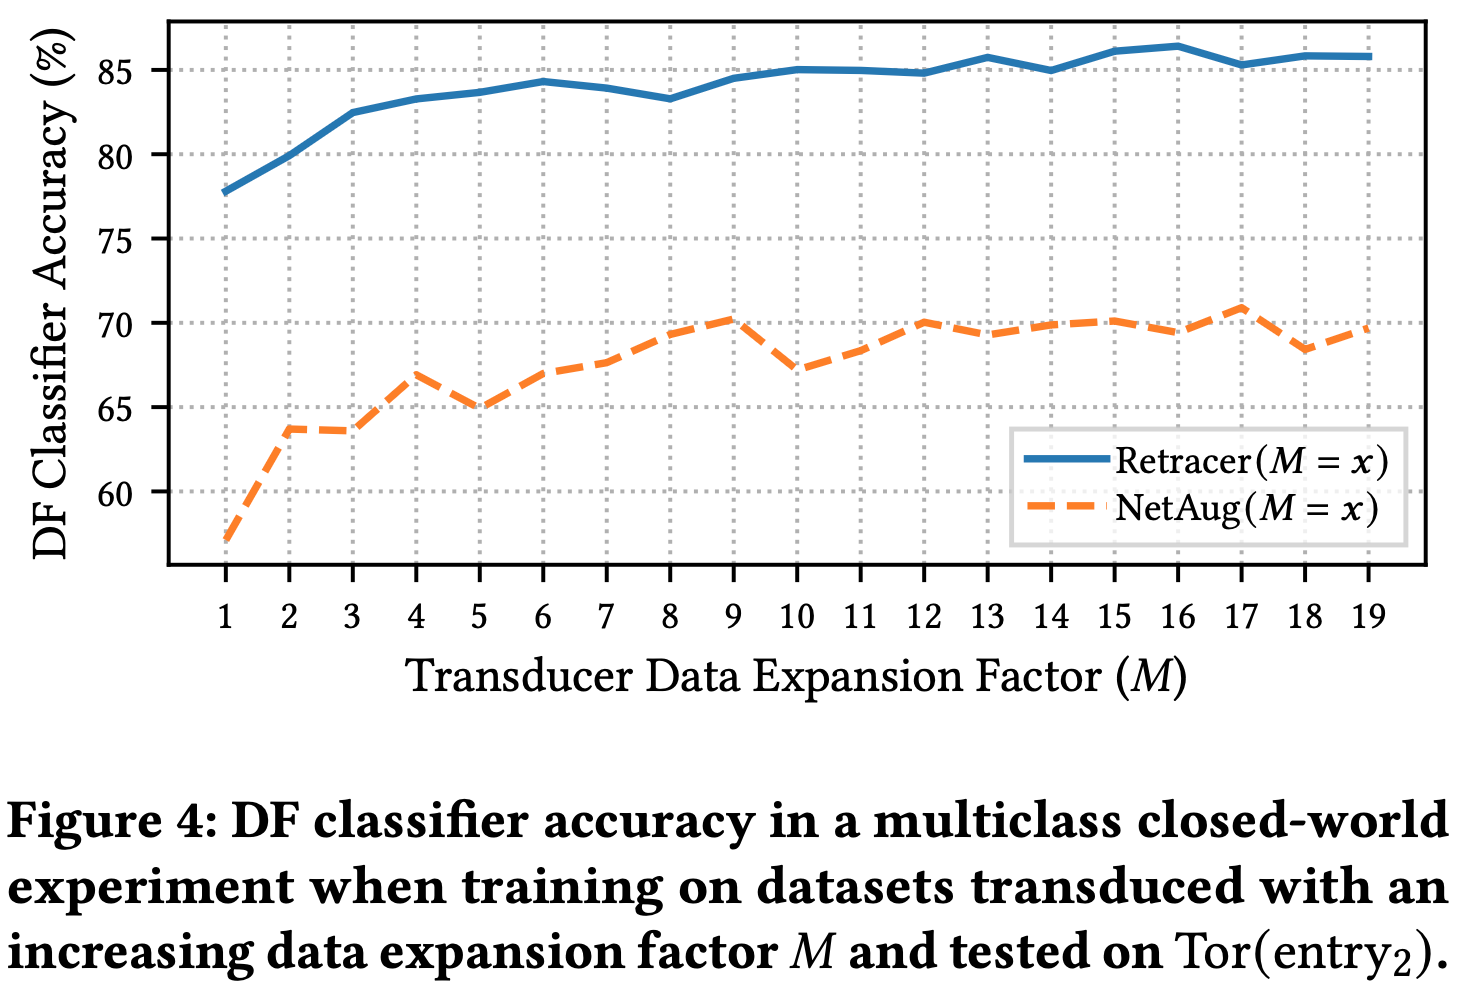 DF Classifier Accuracy (%)
85
80
75
70
65
60
Retracer(M = x)
NetAug(M = x)
1 2 3 4 5 6 7 8 9 10 11 12 13 14 15 16 17 18 19
Transducer Data Expansion Factor (M)
Figure 4: DF classifier accuracy in a multiclass closed-world
experiment when training on datasets transduced with an
increasing data expansion factor M and tested on Tor(entry₂).